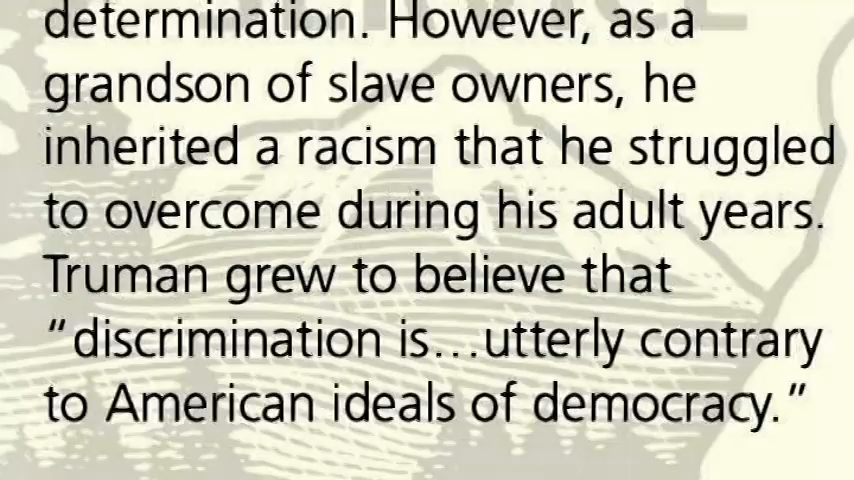 determination. However, as a
grandson of slave owners, he
inherited a racism that he struggled
to overcome during his adult years.
Truman grew to believe that
“discrimination is…utterly contrary
to American ideals of democracy.”